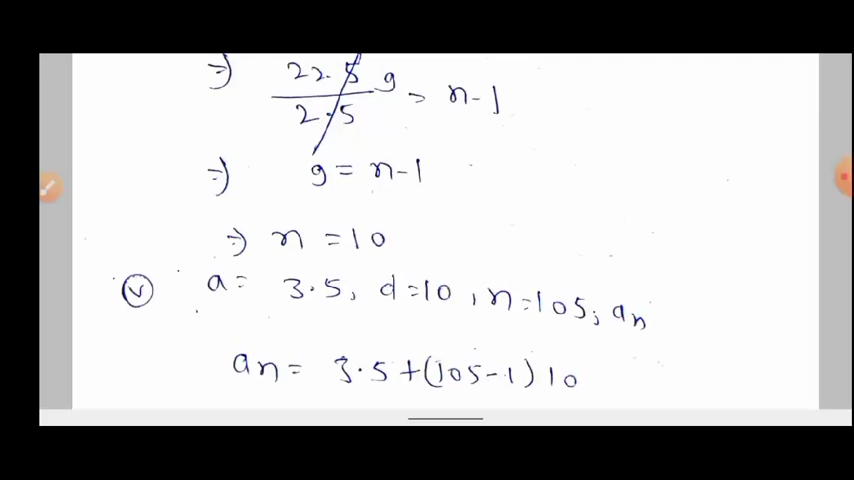 =) 22.5 9
2.5 = n-1
=) 9 = n-1
=) n = 10
(v) a= 3.5, d=10, n=105, an
an = 3.5+(105-1)10